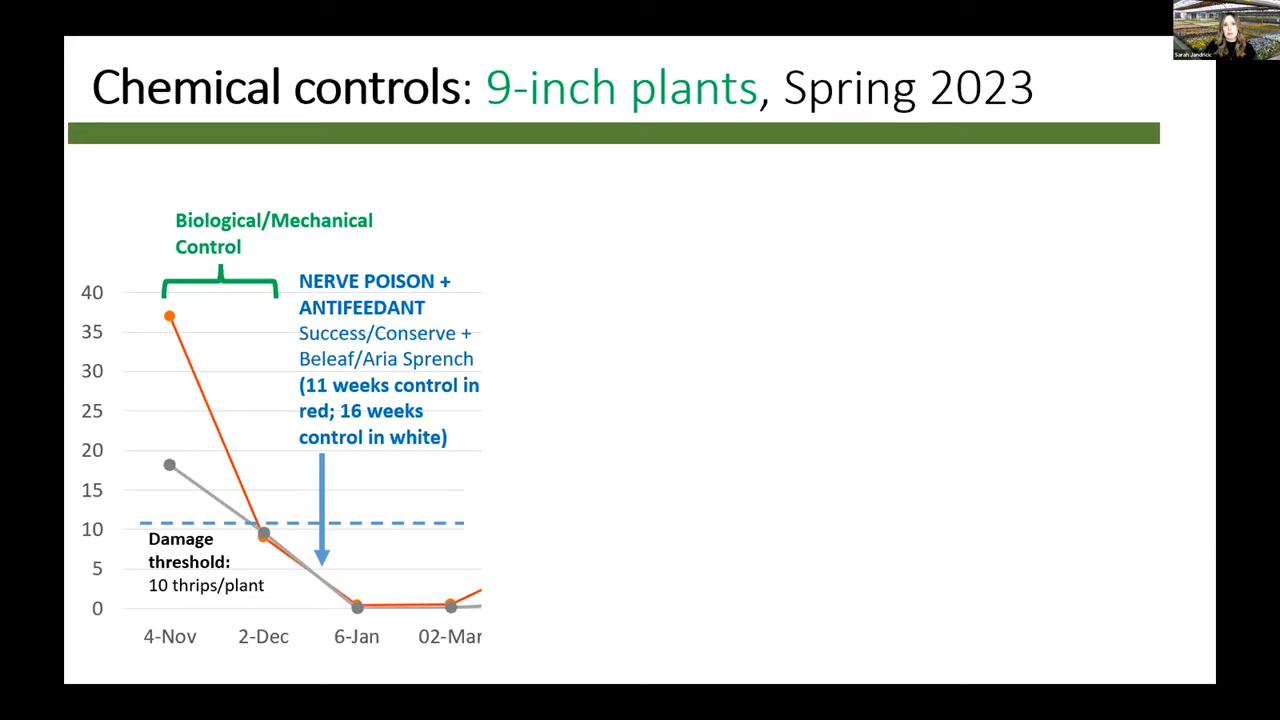 Chemical controls: 9-inch plants, Spring 2023
Sarah Jandricic
Biological/Mechanical
Control
NERVE POISON +
ANTIFEEDANT
Success/Conserve +
Beleaf/Aria Sprench
(11 weeks control in
red; 16 weeks
control in white)
40
35
30
25
20
15
10
5
0
Damage
threshold:
10 thrips/plant
4-Nov
2-Dec
6-Jan
02-Mar